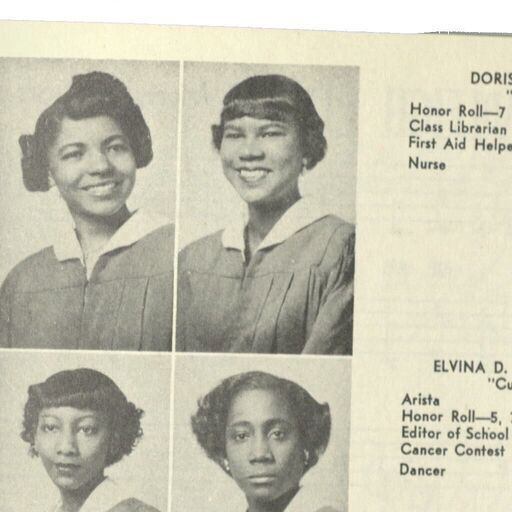 DORIS
"
Honor Roll—7
Class Librarian
First Aid Helpe
Nurse
ELVINA D.
"Cu
Arista
Honor Roll—5,
Editor of School
Cancer Contest
Dancer